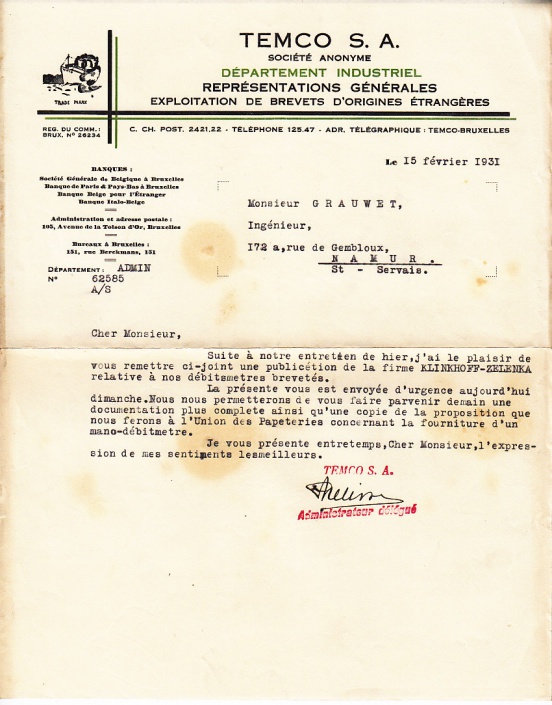 TEMCO S. A.
SOCIÉTÉ ANONYME
DÉPARTEMENT INDUSTRIEL
REPRÉSENTATIONS GÉNÉRALES
EXPLOITATION DE BREVETS D'ORIGINES ÉTRANGÈRES
TRADE MARK
REG. DU COMM. :
BRUX. Nº 26234
C. CH. POST. 2421.22 - TÉLÉPHONE 125.47 - ADR. TÉLÉGRAPHIQUE : TEMCO-BRUXELLES
Le 15 février 1931
BANQUES :
Société Générale de Belgique à Bruxelles
Banque de Paris & Pays-Bas à Bruxelles
Banque Belge pour l'Étranger
Banque Italo-Belge
Administration et adresse postale :
105, Avenue de la Toison d'Or, Bruxelles
Bureaux à Bruxelles :
151, rue Berckmans, 151
DÉPARTEMENT : ADMIN
Nº 62585
A/S
Monsieur G R A U W E T,
Ingénieur,
172 a,rue de Gembloux,
N A M U R .
St - Servais.
Cher Monsieur,
Suite à notre entretien de hier,j'ai le plaisir de
vous remettre ci-joint une publicétion de la firme KLINKHOFF-ZELENKA
relative à nos débitsmetres brevetés.
La présente vous est envoyée d'urgence aujourd'hui
dimanche.Nous nous permetterons de vous faire parvenir demain une
documentation plus complete ainsi qu'une copie de la proposition que
nous ferons à l'Union des Papeteries concernant la fourniture d'un
mano-débitmetre.
Je vous présente entretemps,Cher Monsieur,l'expres-
sion de mes sentiments lesmeilleurs.
TEMCO S. A.
Administrateur délégué